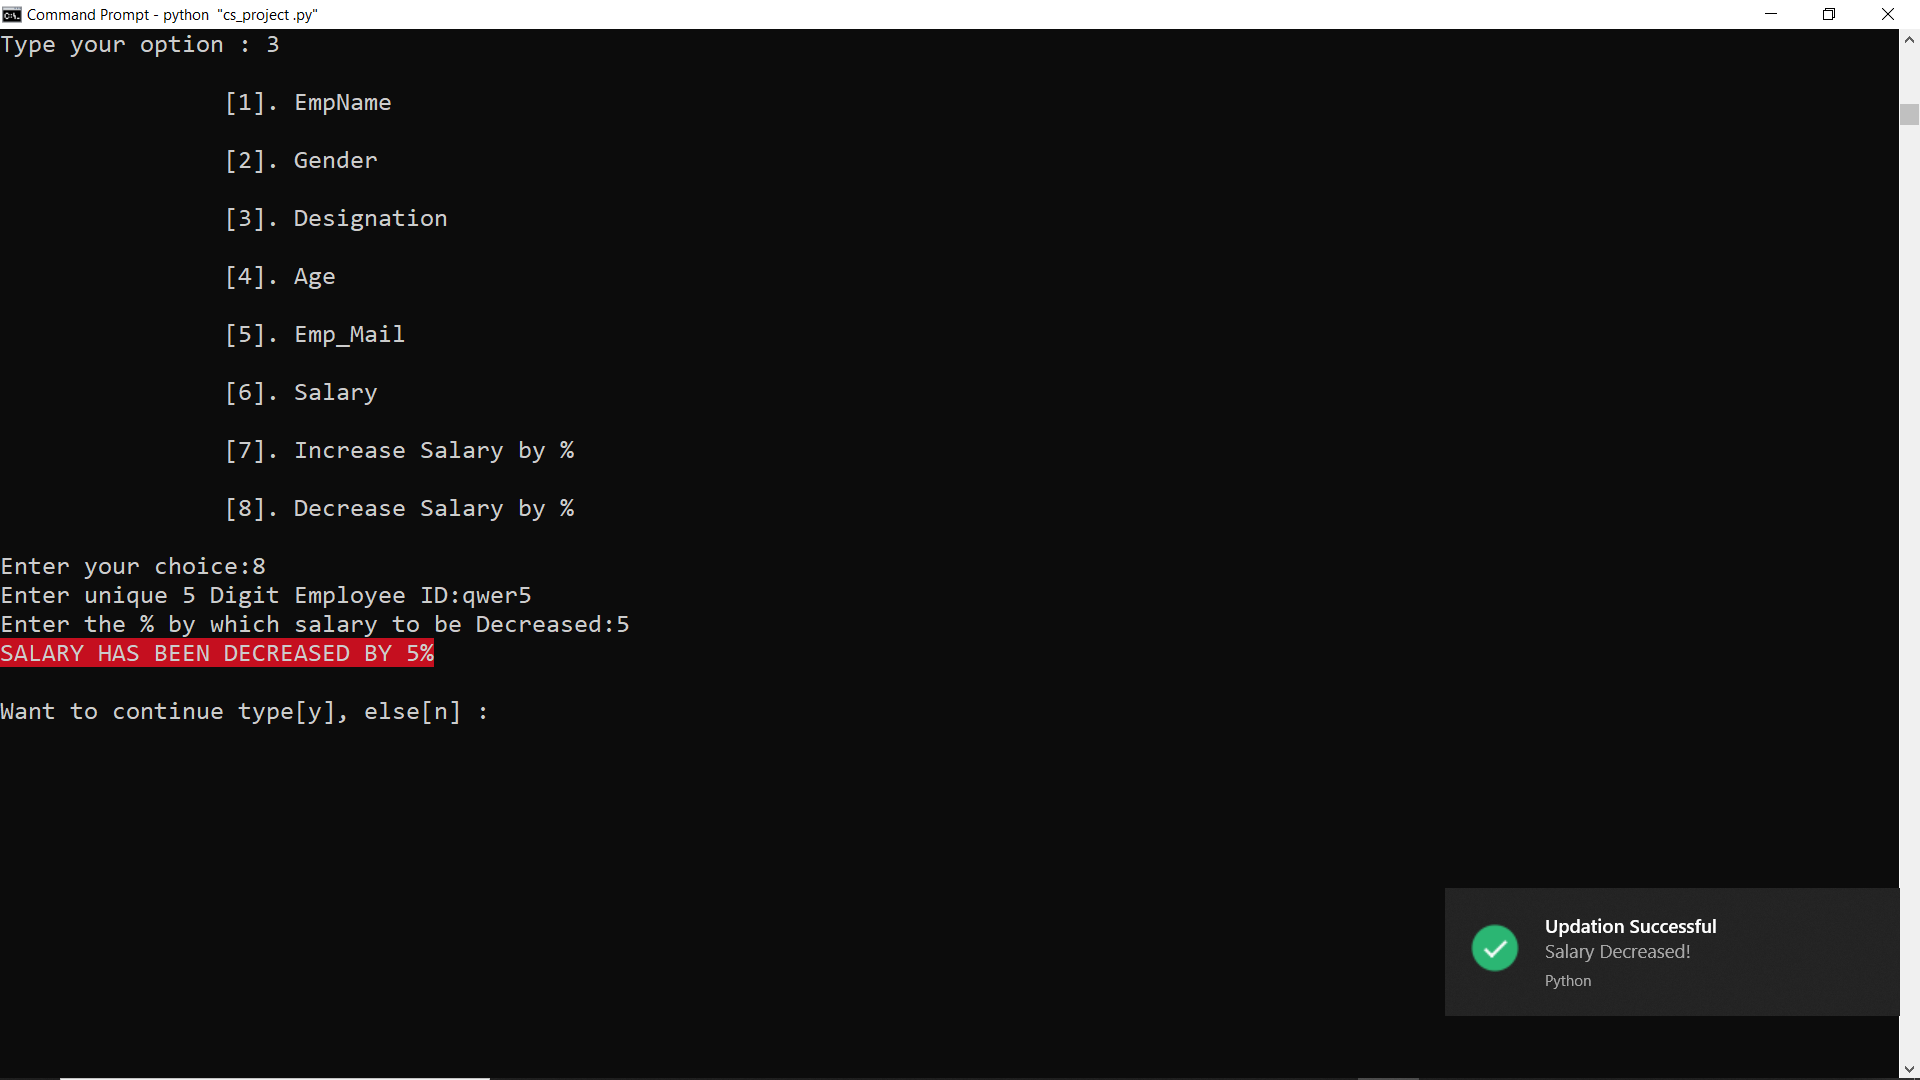 Command Prompt - python  "cs_project .py"
Type your option : 3
[1]. EmpName
[2]. Gender
[3]. Designation
[4]. Age
[5]. Emp_Mail
[6]. Salary
[7]. Increase Salary by %
[8]. Decrease Salary by %
Enter your choice:8
Enter unique 5 Digit Employee ID:qwer5
Enter the % by which salary to be Decreased:5
SALARY HAS BEEN DECREASED BY 5%
Want to continue type[y], else[n] :
Updation Successful
Salary Decreased!
Python